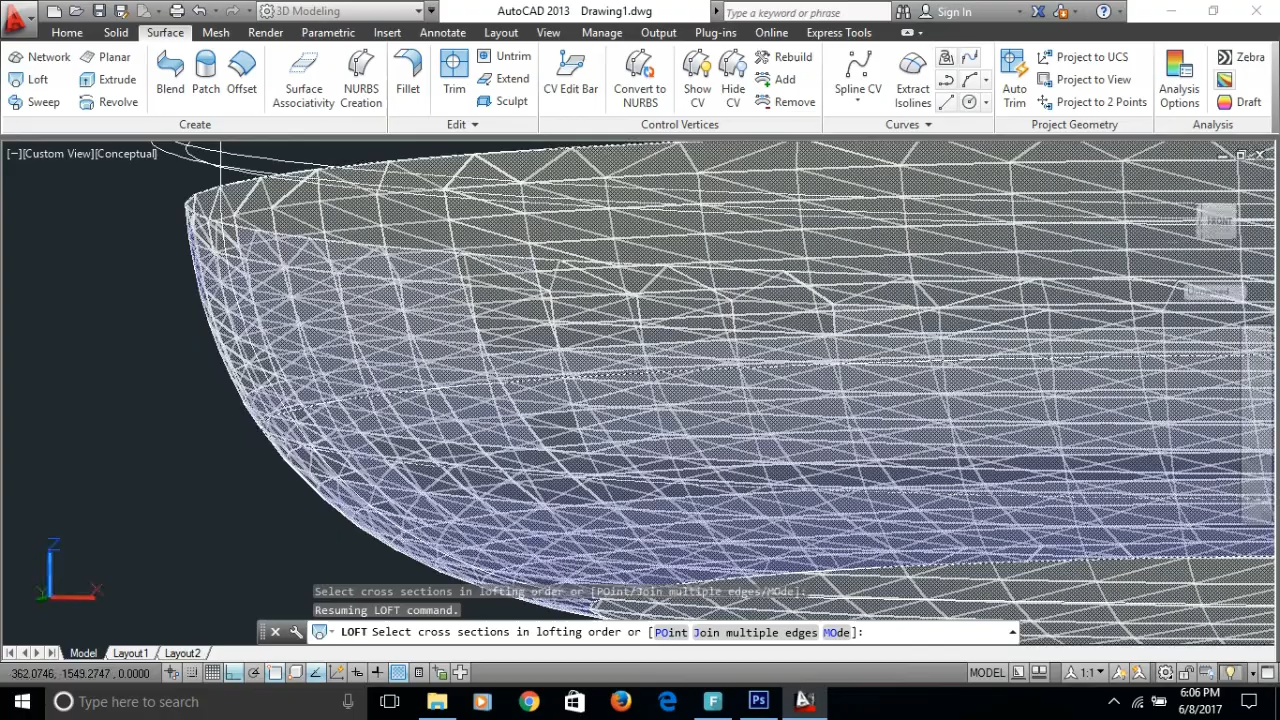 3D Modeling
AutoCAD 2013 Drawing1.dwg
Type a keyword or phrase
Sign In
Home Solid Surface Mesh Render Parametric Insert Annotate Layout View Manage Output Plug-ins Online Express Tools
Network Planar
Loft Extrude
Sweep Revolve
Blend Patch Offset
Surface Associativity
NURBS Creation
Fillet
Trim
Untrim
Extend
Sculpt
CV Edit Bar
Convert to NURBS
Show CV
Hide CV
Rebuild
Add
Remove
Spline CV
Extract Isolines
Auto Trim
Project to UCS
Project to View
Project to 2 Points
Analysis Options
Zebra
Draft
Create Edit Control Vertices Curves Project Geometry Analysis
[−][Custom View][Conceptual]
FRONT
Unnamed
Z
Y X
Select cross sections in lofting order or [POint/Join multiple edges/MOde]:
Resuming LOFT command.
LOFT Select cross sections in lofting order or [POint Join multiple edges MOde]:
Model Layout1 Layout2
362.0746, -1549.2747, 0.0000
MODEL
1:1
Type here to search
F
Ps
6:06 PM
6/8/2017